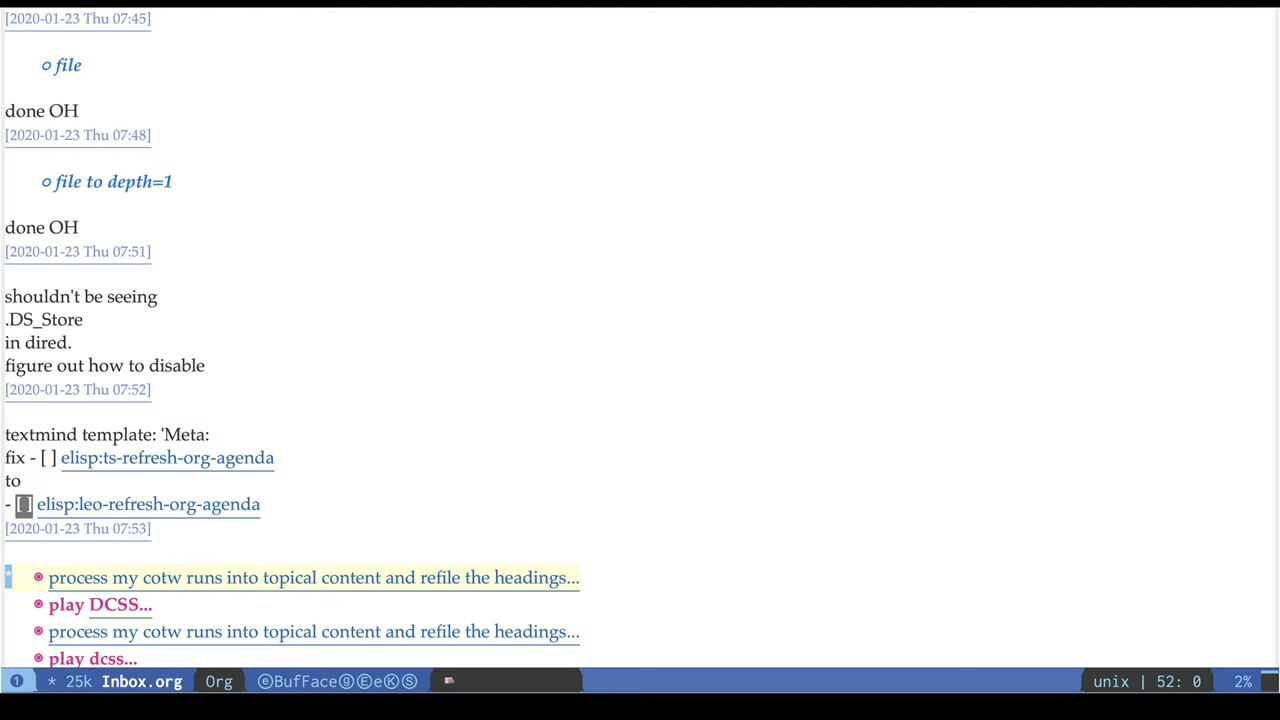 [2020-01-23 Thu 07:45]
file
done OH
[2020-01-23 Thu 07:48]
file to depth=1
done OH
[2020-01-23 Thu 07:51]
shouldn't be seeing
.DS_Store
in dired.
figure out how to disable
[2020-01-23 Thu 07:52]
textmind template: 'Meta:
fix - [ ] elisp:ts-refresh-org-agenda
to
- [ ] elisp:leo-refresh-org-agenda
[2020-01-23 Thu 07:53]
* process my cotw runs into topical content and refile the headings...
play DCSS...
process my cotw runs into topical content and refile the headings...
play dcss...
❶ * 25k Inbox.org Org ⓔBufFaceⓖⒺeⓀⓈ unix | 52: 0 2%